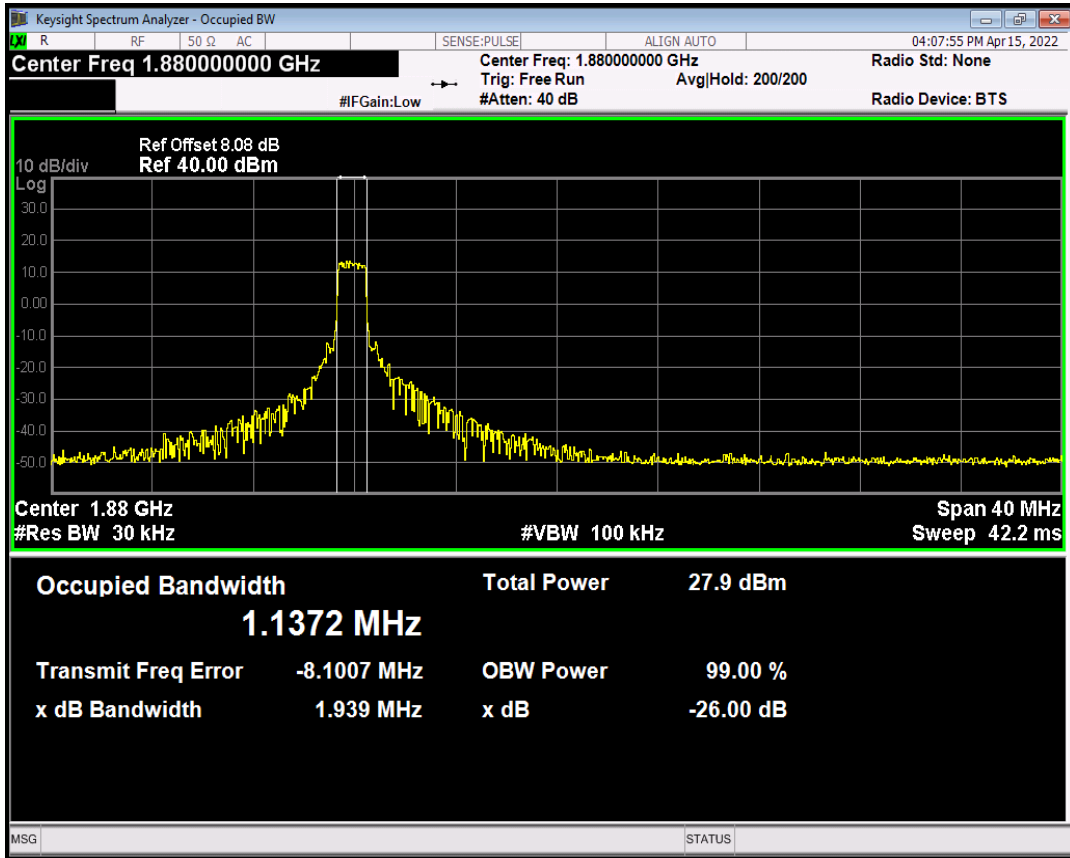 Keysight Spectrum Analyzer - Occupied BW
LXI R RF 50 Ω AC SENSE:PULSE ALIGN AUTO 04:07:55 PM Apr 15, 2022
Center Freq 1.880000000 GHz
Center Freq: 1.880000000 GHz Radio Std: None
Trig: Free Run Avg|Hold: 200/200
#IFGain:Low #Atten: 40 dB Radio Device: BTS
Ref Offset 8.08 dB
10 dB/div Ref 40.00 dBm
Log
30.0
20.0
10.0
0.00
-10.0
-20.0
-30.0
-40.0
-50.0
Center 1.88 GHz Span 40 MHz
#Res BW 30 kHz #VBW 100 kHz Sweep 42.2 ms
Occupied Bandwidth Total Power 27.9 dBm
1.1372 MHz
Transmit Freq Error -8.1007 MHz OBW Power 99.00 %
x dB Bandwidth 1.939 MHz x dB -26.00 dB
MSG STATUS